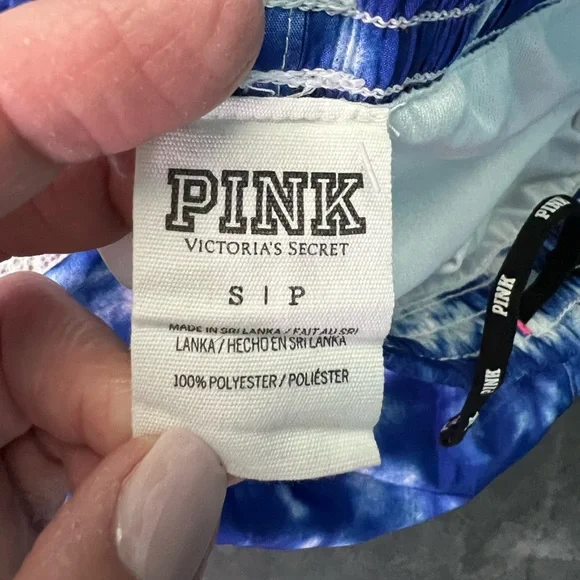 PINK
VICTORIA'S SECRET
S | P
MADE IN SRI LANKA / FAIT AU SRI
LANKA / HECHO EN SRI LANKA
100% POLYESTER / POLIÉSTER
PINK
PINK
PINK